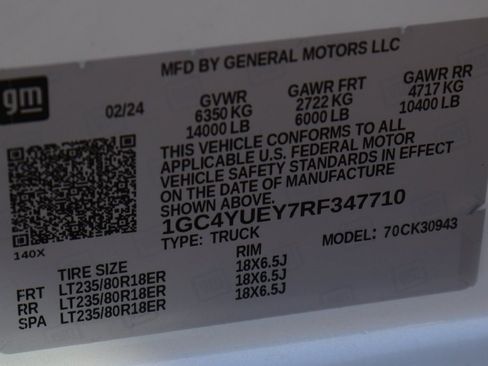 MFD BY GENERAL MOTORS LLC
gm
02/24
GVWR
6350 KG
14000 LB
GAWR FRT
2722 KG
6000 LB
GAWR RR
4717 KG
10400 LB
THIS VEHICLE CONFORMS TO ALL
APPLICABLE U.S. FEDERAL MOTOR
VEHICLE SAFETY STANDARDS IN EFFECT
ON THE DATE OF MANUFACTURE
SHOWN ABOVE.
1GC4YUEY7RF347710
TYPE: TRUCK
MODEL: 70CK30943
140X
TIRE SIZE RIM
FRT LT235/80R18ER 18X6.5J
RR LT235/80R18ER 18X6.5J
SPA LT235/80R18ER 18X6.5J